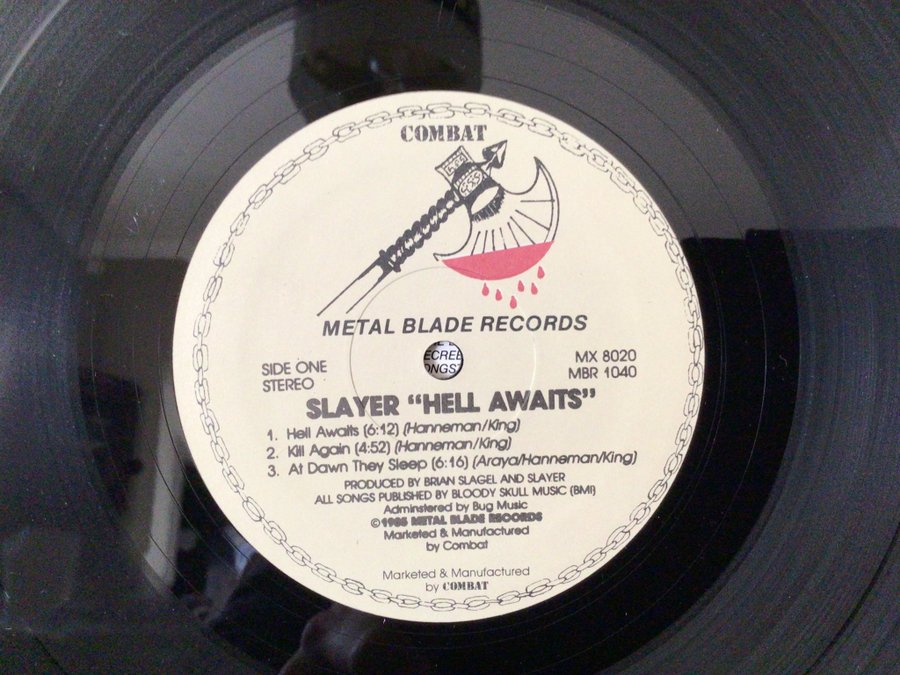 COMBAT
METAL BLADE RECORDS
SIDE ONE
STEREO
MX 8020
MBR 1040
ECREE
ONGS
SLAYER “HELL AWAITS”
1. Hell Awaits (6:12) (Hanneman/King)
2. Kill Again (4:52) (Hanneman/King)
3. At Dawn They Sleep (6:16) (Araya/Hanneman/King)
PRODUCED BY BRIAN SLAGEL AND SLAYER
ALL SONGS PUBLISHED BY BLOODY SKULL MUSIC (BMI)
Adminstered by Bug Music
©1985 METAL BLADE RECORDS
Marketed & Manufactured
by Combat
Marketed & Manufactured
by COMBAT